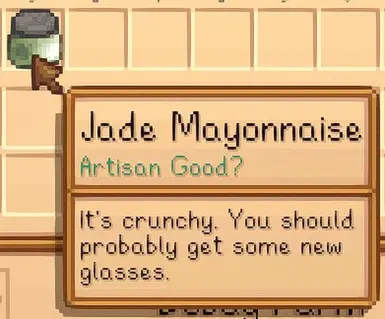 Jade Mayonnaise
Artisan Good?
It's crunchy. You should
probably get some new
glasses.